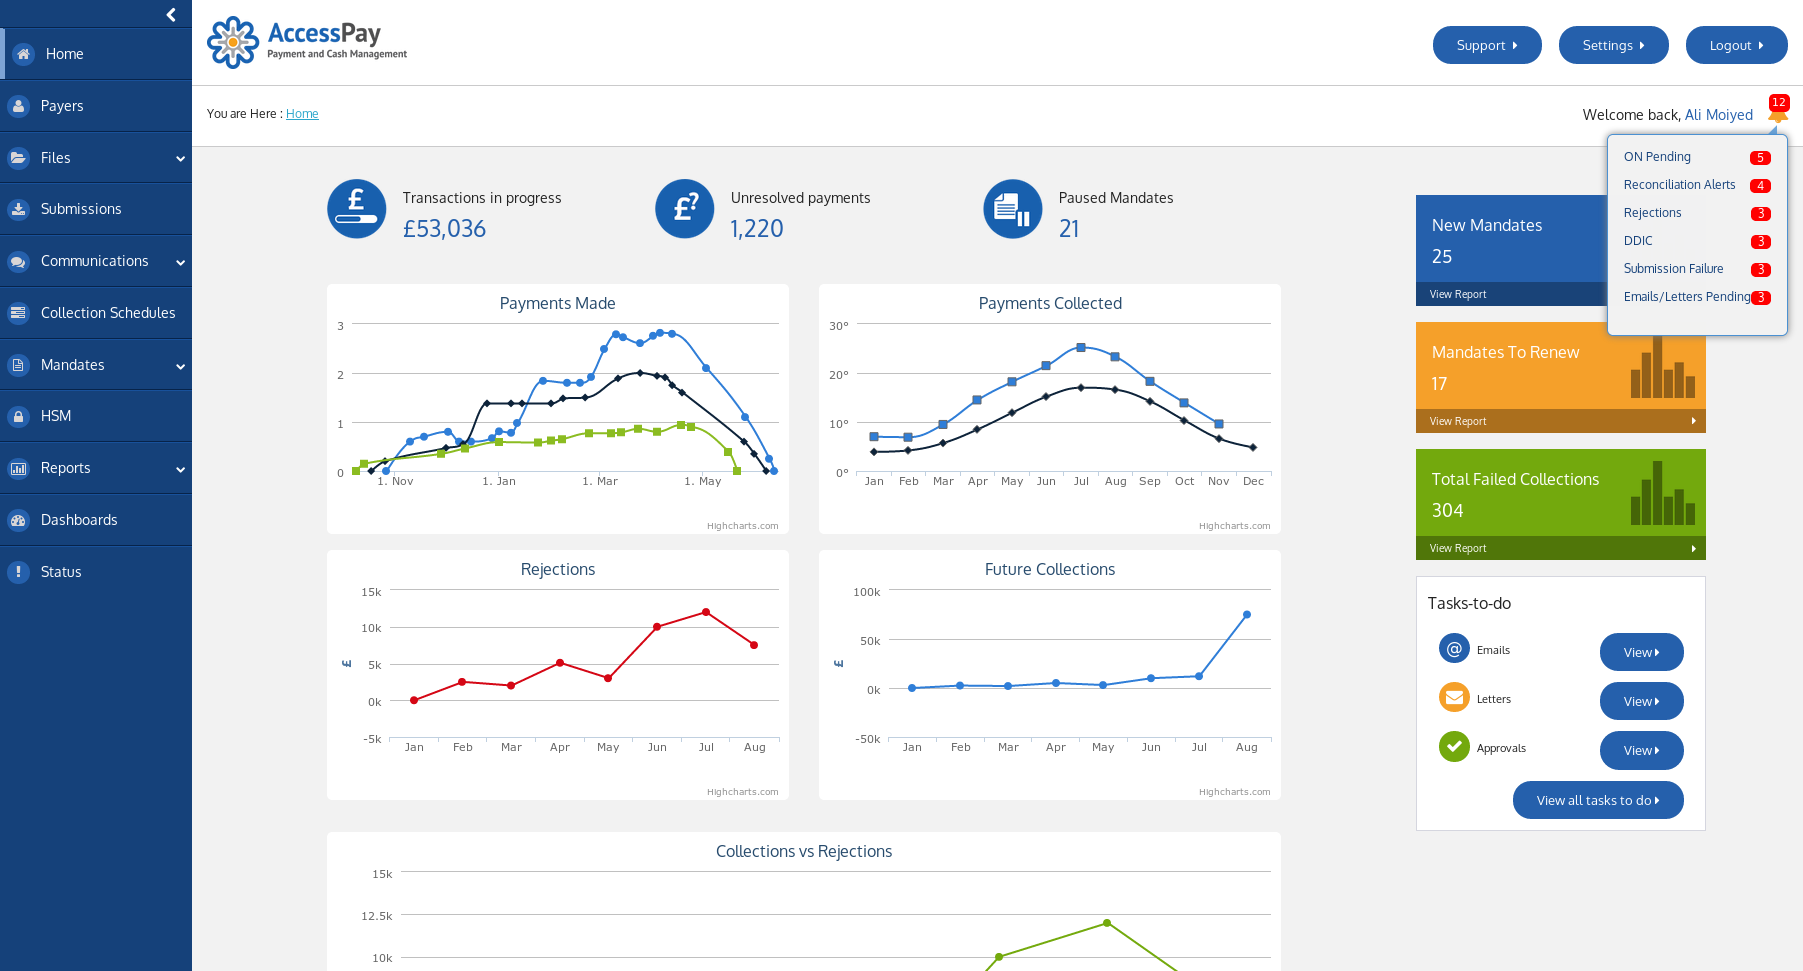 Home
Payers
Files
Submissions
Communications
Collection Schedules
Mandates
HSM
Reports
Dashboards
Status
AccessPay
Payment and Cash Management
Support
Settings
Logout
You are Here : Home
Welcome back, Ali Moiyed
12
ON Pending 5
Reconciliation Alerts 4
Rejections 3
DDIC 3
Submission Failure 3
Emails/Letters Pending 3
Transactions in progress
£53,036
Unresolved payments
1,220
Paused Mandates
21
Payments Made
3
2
1
0
1. Nov 1. Jan 1. Mar 1. May
Highcharts.com
Payments Collected
30°
20°
10°
0°
Jan Feb Mar Apr May Jun Jul Aug Sep Oct Nov Dec
Highcharts.com
Rejections
15k
10k
5k
0k
-5k
£
Jan Feb Mar Apr May Jun Jul Aug
Highcharts.com
Future Collections
100k
50k
0k
-50k
£
Jan Feb Mar Apr May Jun Jul Aug
Highcharts.com
Collections vs Rejections
15k
12.5k
10k
New Mandates
25
View Report
Mandates To Renew
17
View Report
Total Failed Collections
304
View Report
Tasks-to-do
@ Emails View
Letters View
Approvals View
View all tasks to do